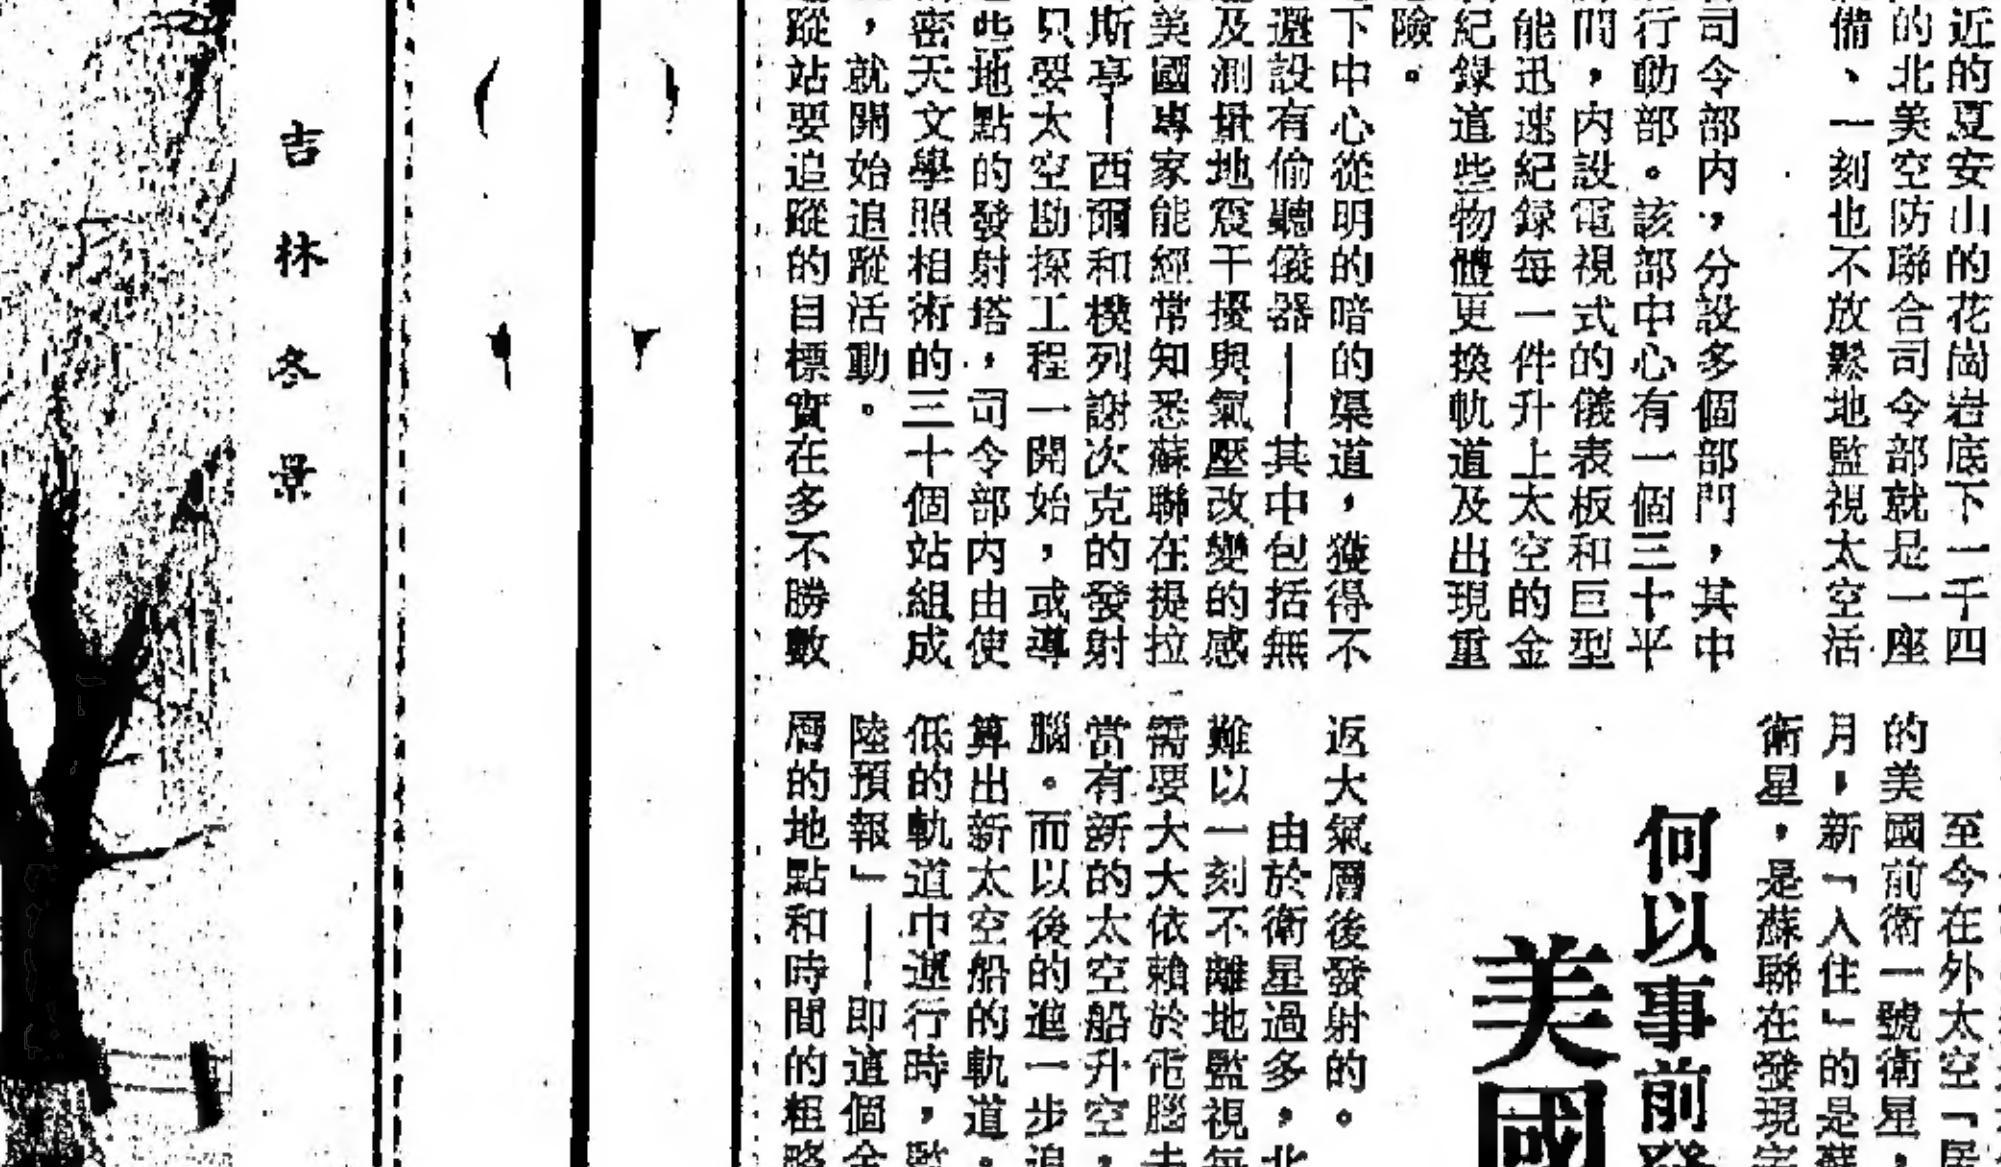 近的夏安山的花崗岩底下一千四
的北美空防聯合司令部就是一座
備、一刻也不放鬆地監視太空活
司令部内，分設多個部門，其中
行動部。該部中心有一個三十平
間，内設電視式的儀表板和巨型
能迅速紀録每一件升上太空的金
紀録這些物體更換軌道及出現重
險。
下中心從明的暗的渠道，獲得不
還設有偷聽儀器——其中包括無
及測量地震干擾與氣壓改變的感
美國專家能經常知悉蘇聯在提拉
斯亭—西爾和樸列謝次克的發射
只要太空勘探工程一開始，或導
些地點的發射塔，司令部内由使
密天文學照相術的三十個站組成
，就開始追蹤活動。
蹤站要追蹤的目標實在多不勝數
至今在外太空「居
的美國前衛一號衛星，
月，新「入住」的是蘇
衛星，是蘇聯在發現
何以事前
美國
返大氣層後發射的。
由於衛星過多，北
難以一刻不離地監視每
需要大大依賴於電腦去
當有新的太空船升空，
腦。而以後的進一步追
算出新太空船的軌道。
低的軌道中運行時，監
陸預報」——即這個金
層的地點和時間的粗略
吉林冬景